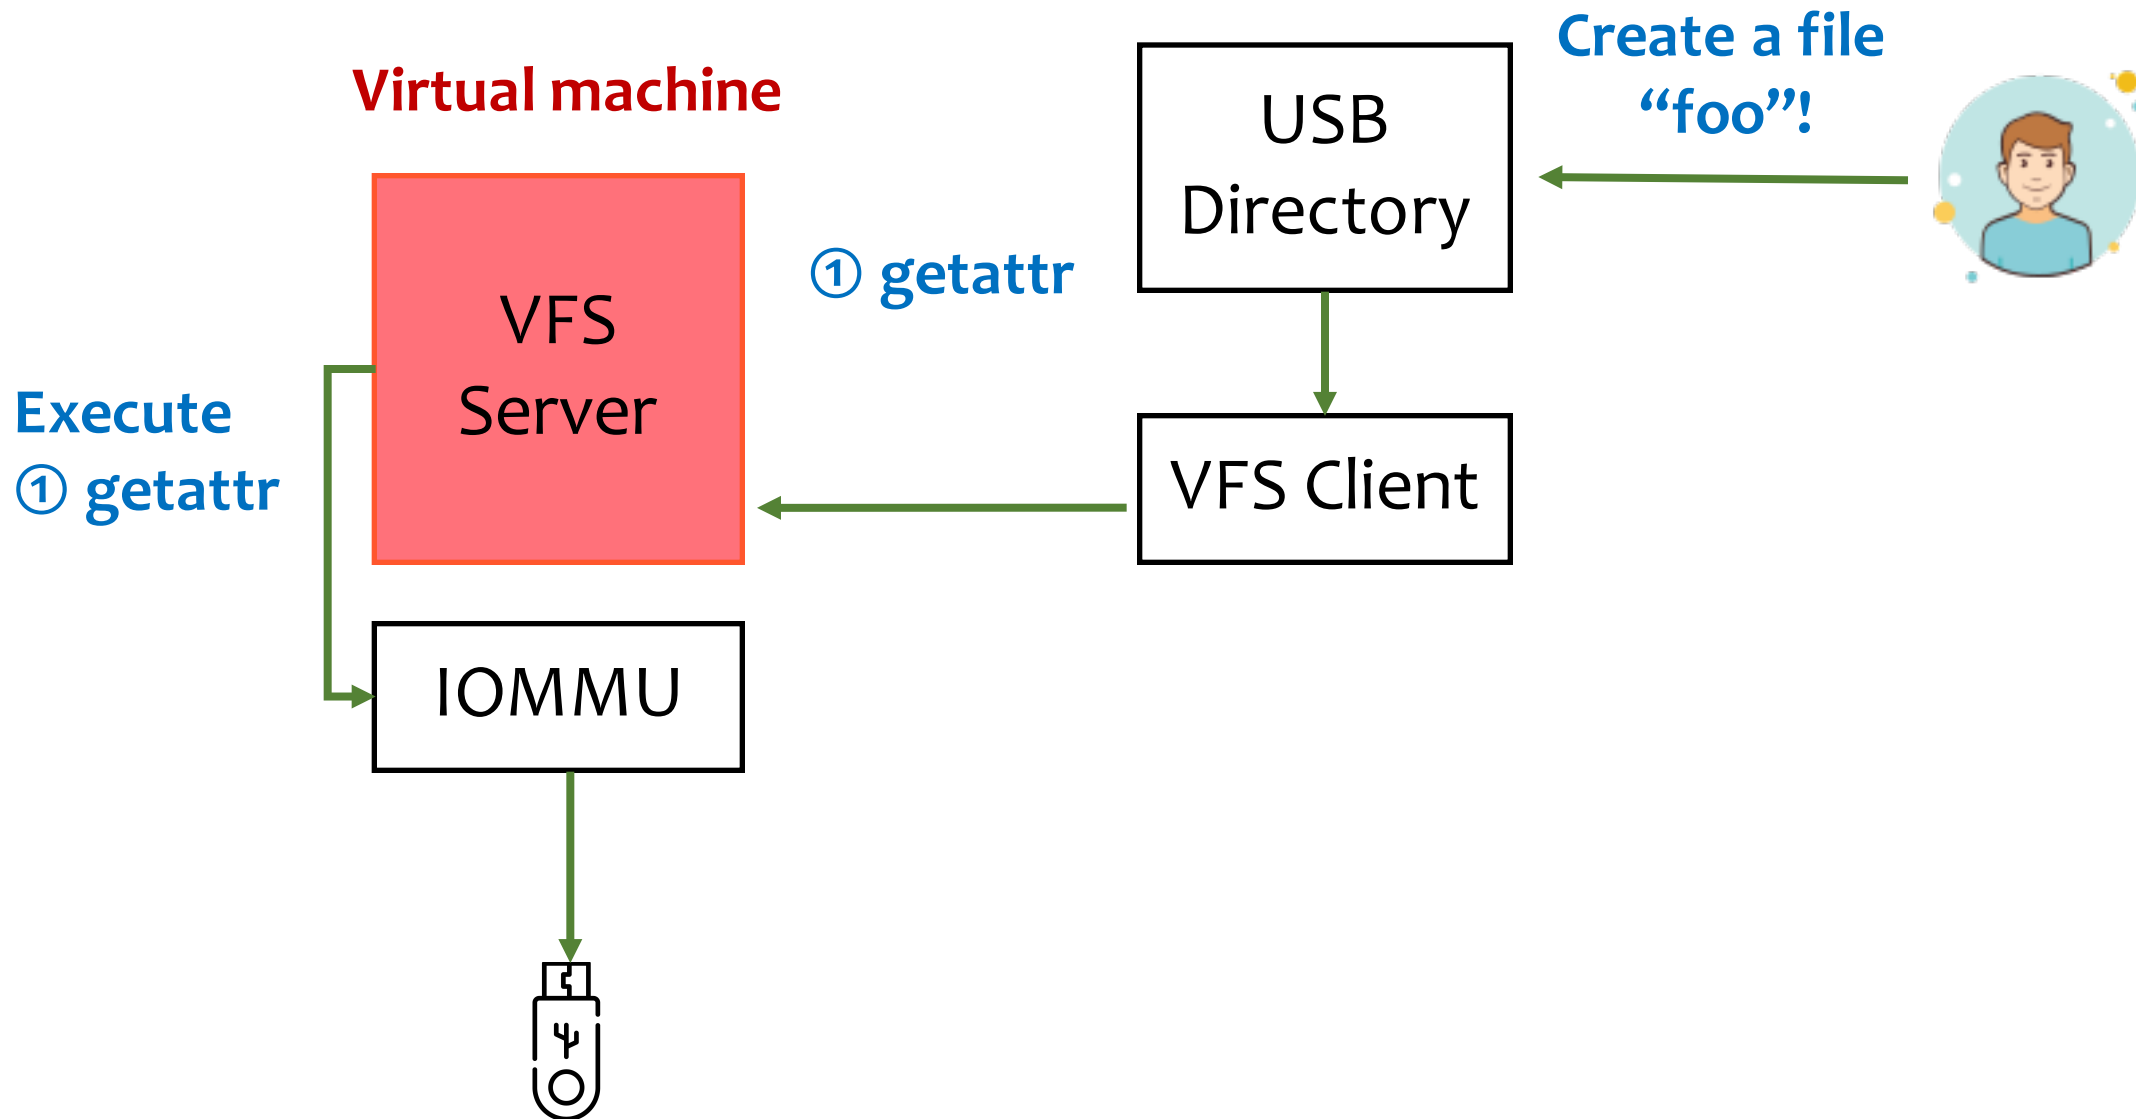 Create a file
“foo”!
Virtual machine
USB
Directory
① getattr
VFS
Server
Execute
① getattr
VFS Client
IOMMU